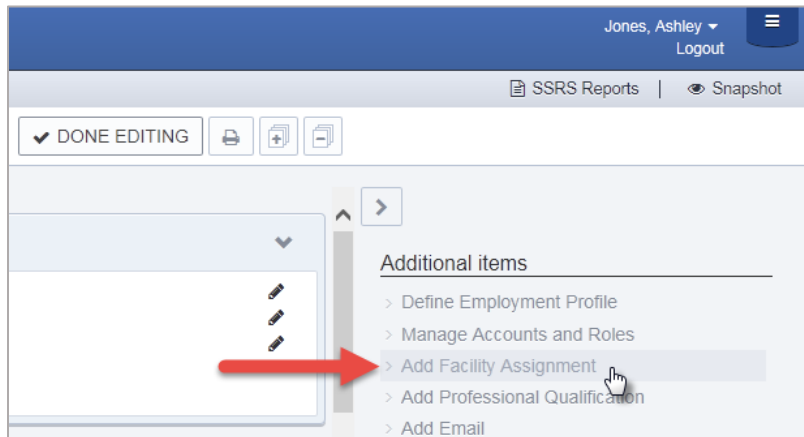 Jones, Ashley
Logout
SSRS Reports | Snapshot
DONE EDITING
Additional items
> Define Employment Profile
> Manage Accounts and Roles
> Add Facility Assignment
> Add Professional Qualification
> Add Email